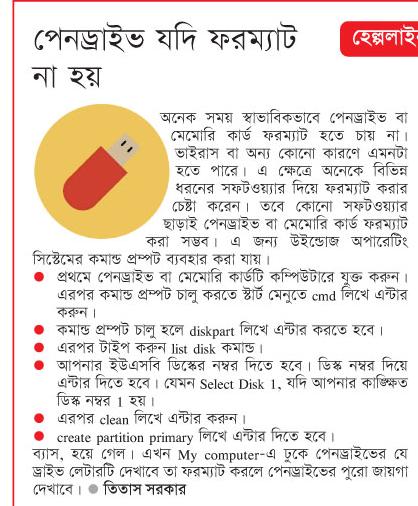 পেনড্রাইভ যদি ফরম্যাট
হেল্পলাই
না হয়
অনেক সময় স্বাভাবিকভাবে পেনড্রাইভ বা
মেমোরি কার্ড ফরম্যাট হতে চায় না।
ভাইরাস বা অন্য কোনো কারণে এমনটা
হতে পারে। এ ক্ষেত্রে অনেকে বিভিন্ন
ধরনের সফটওয়্যার দিয়ে ফরম্যাট করার
চেষ্টা করেন। তবে কোনো সফটওয়্যার
ছাড়াই পেনড্রাইভ বা মেমোরি কার্ড ফরম্যাট
করা সম্ভব। এ জন্য উইন্ডোজ অপারেটিং
সিস্টেমের কমান্ড প্রম্পট ব্যবহার করা যায়।
● প্রথমে পেনড্রাইভ বা মেমোরি কার্ডটি কম্পিউটারে যুক্ত করুন।
এরপর কমান্ড প্রম্পট চালু করতে স্টার্ট মেনুতে cmd লিখে এন্টার
করুন।
● কমান্ড প্রম্পট চালু হলে diskpart লিখে এন্টার করতে হবে।
● এরপর টাইপ করুন list disk কমান্ড।
● আপনার ইউএসবি ডিস্কের নম্বর দিতে হবে। ডিস্ক নম্বর দিয়ে
এন্টার দিতে হবে। যেমন Select Disk 1, যদি আপনার কাঙ্ক্ষিত
ডিস্ক নম্বর 1 হয়।
● এরপর clean লিখে এন্টার করুন।
● create partition primary লিখে এন্টার দিতে হবে।
ব্যাস, হয়ে গেল। এখন My computer-এ ঢুকে পেনড্রাইভের যে
ড্রাইভ লেটারটি দেখাবে তা ফরম্যাট করলে পেনড্রাইভের পুরো জায়গা
দেখাবে। ● তিতাস সরকার